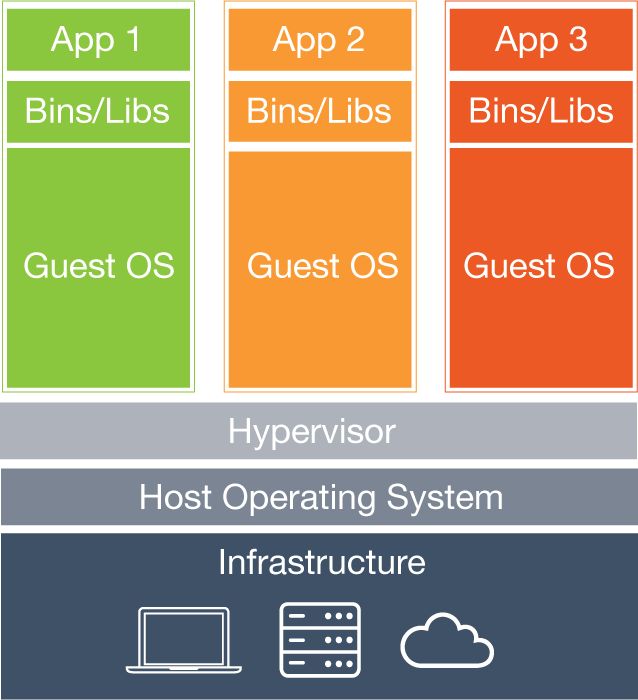 App 1
App 2
App 3
Bins/Libs
Bins/Libs
Bins/Libs
Guest OS
Guest OS
Guest OS
Hypervisor
Host Operating System
Infrastructure